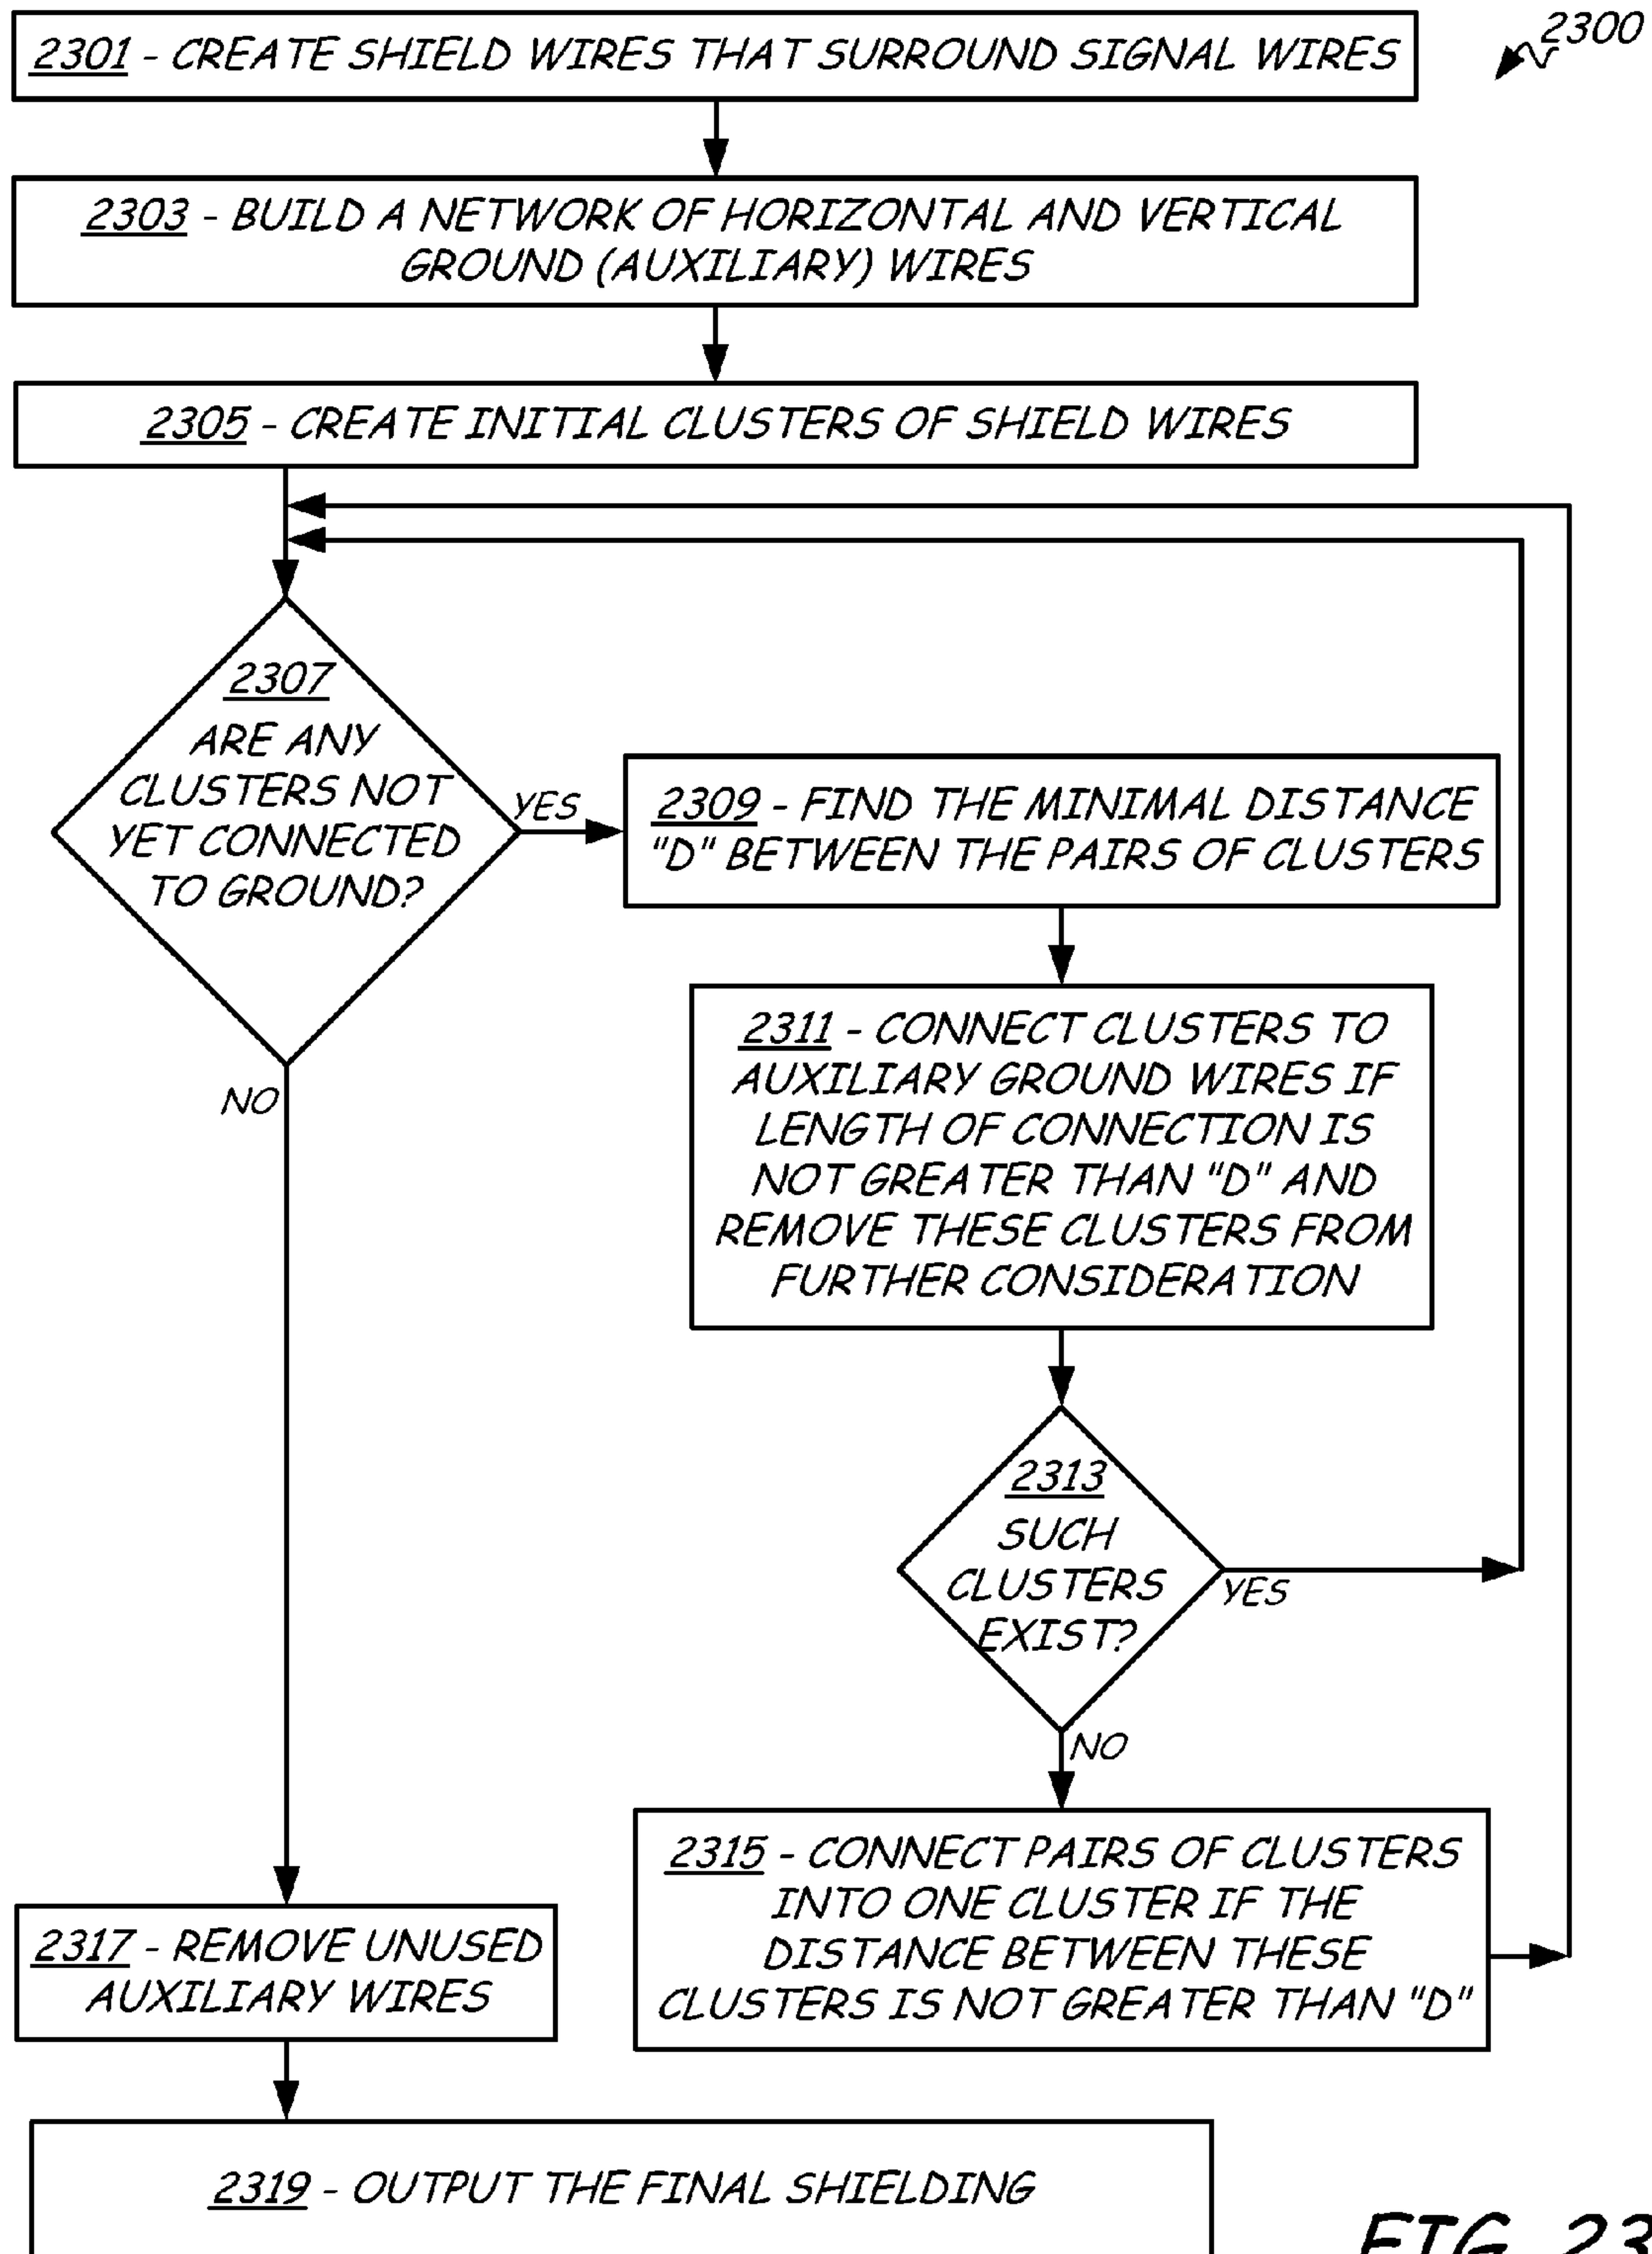 2300
2301 - CREATE SHIELD WIRES THAT SURROUND SIGNAL WIRES
2303 - BUILD A NETWORK OF HORIZONTAL AND VERTICAL
GROUND (AUXILIARY) WIRES
2305 - CREATE INITIAL CLUSTERS OF SHIELD WIRES
2307
ARE ANY
CLUSTERS NOT
YET CONNECTED
TO GROUND?
YES
NO
2309 - FIND THE MINIMAL DISTANCE
"D" BETWEEN THE PAIRS OF CLUSTERS
2311 - CONNECT CLUSTERS TO
AUXILIARY GROUND WIRES IF
LENGTH OF CONNECTION IS
NOT GREATER THAN "D" AND
REMOVE THESE CLUSTERS FROM
FURTHER CONSIDERATION
2313
SUCH
CLUSTERS
EXIST?
YES
NO
2315 - CONNECT PAIRS OF CLUSTERS
INTO ONE CLUSTER IF THE
DISTANCE BETWEEN THESE
CLUSTERS IS NOT GREATER THAN "D"
2317 - REMOVE UNUSED
AUXILIARY WIRES
2319 - OUTPUT THE FINAL SHIELDING
FIG. 23